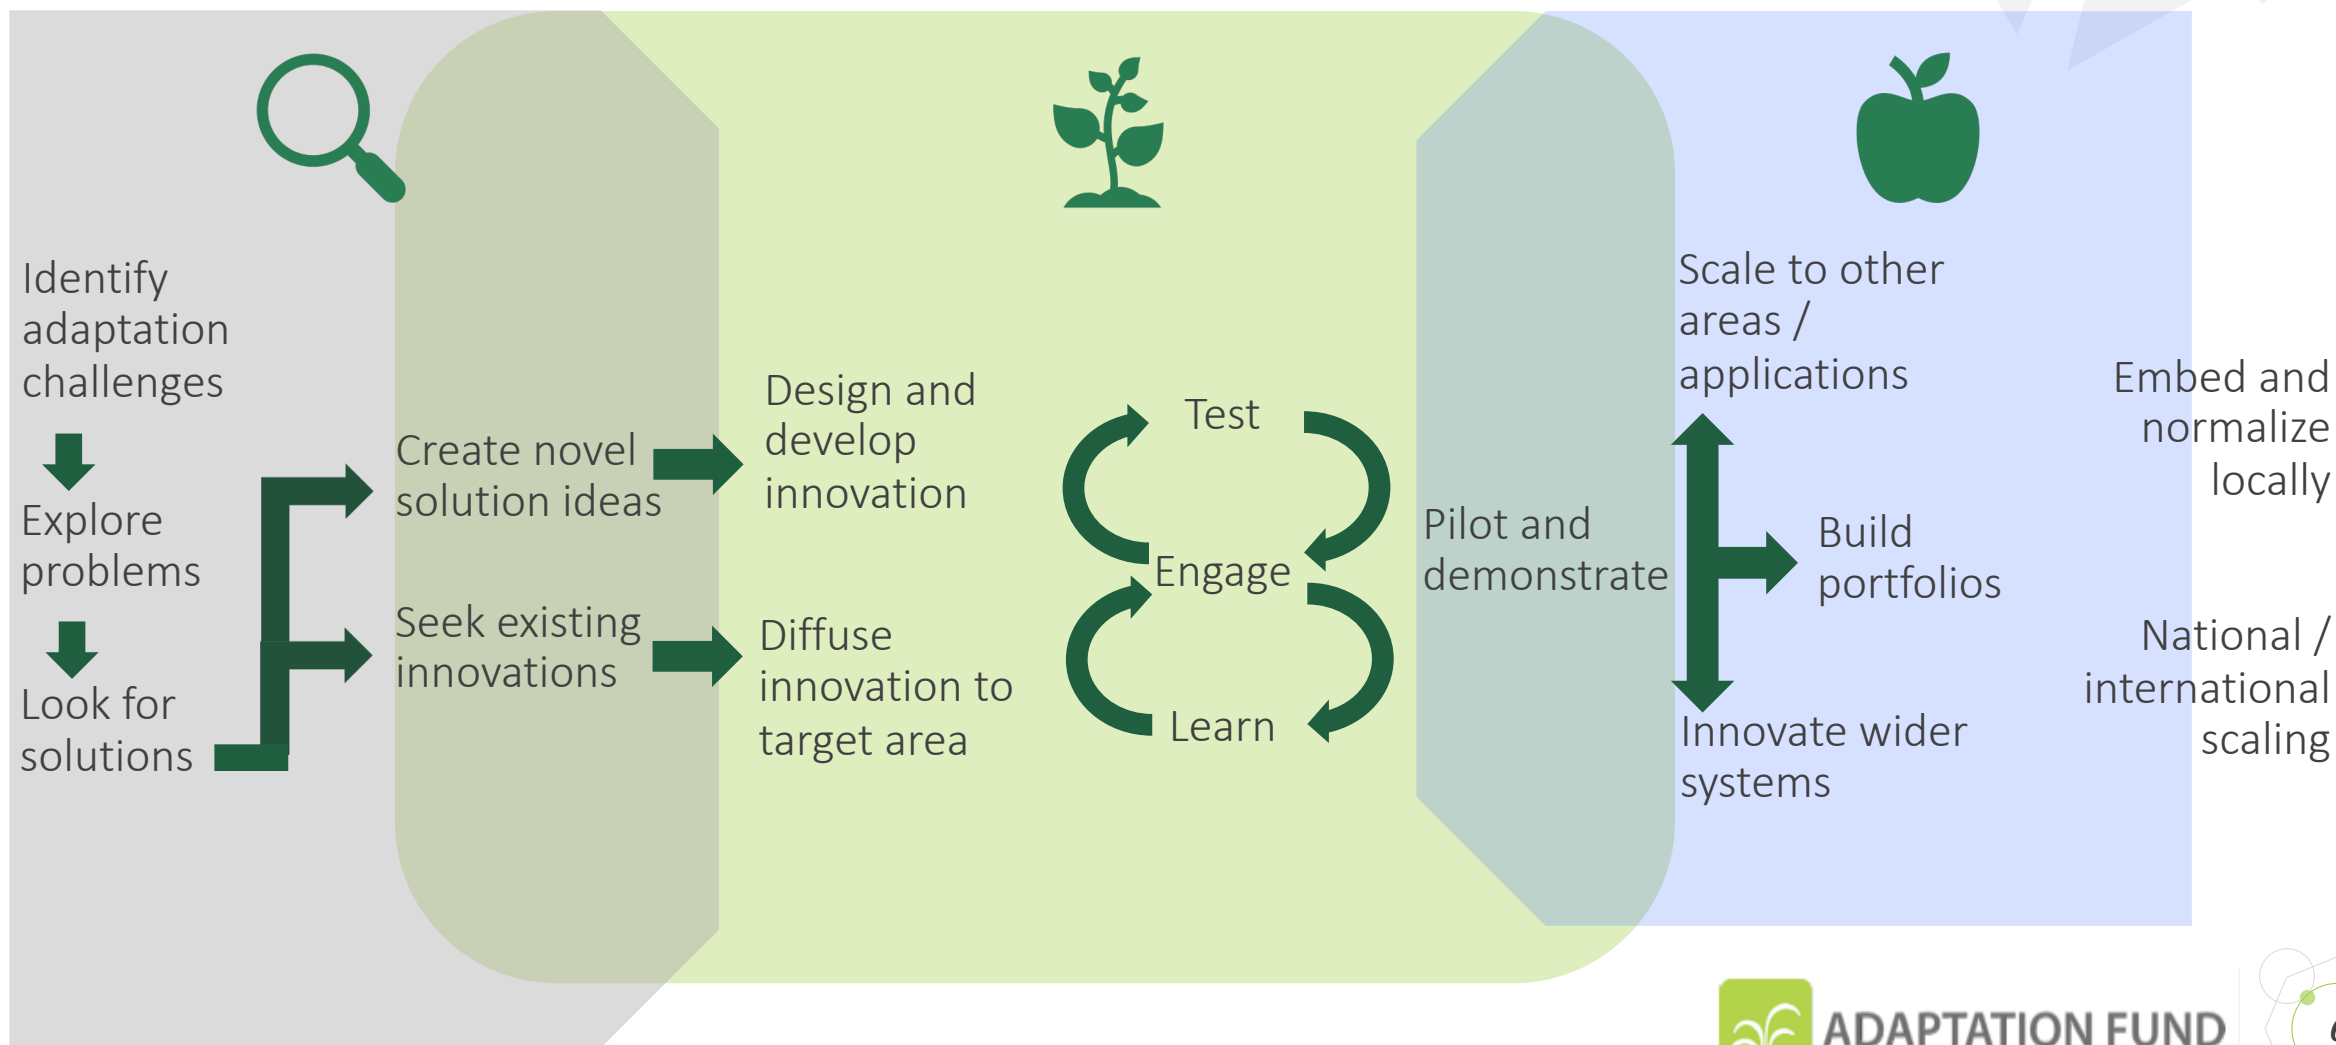 Identify
adaptation
challenges
Explore
problems
Look for
solutions
Create novel
solution ideas
Seek existing
innovations
Design and
develop
innovation
Diffuse
innovation to
target area
Test
Engage
Learn
Pilot and
demonstrate
Scale to other
areas /
applications
Build
portfolios
Innovate wider
systems
Embed and
normalize
locally
National /
international
scaling
ADAPTATION FUND